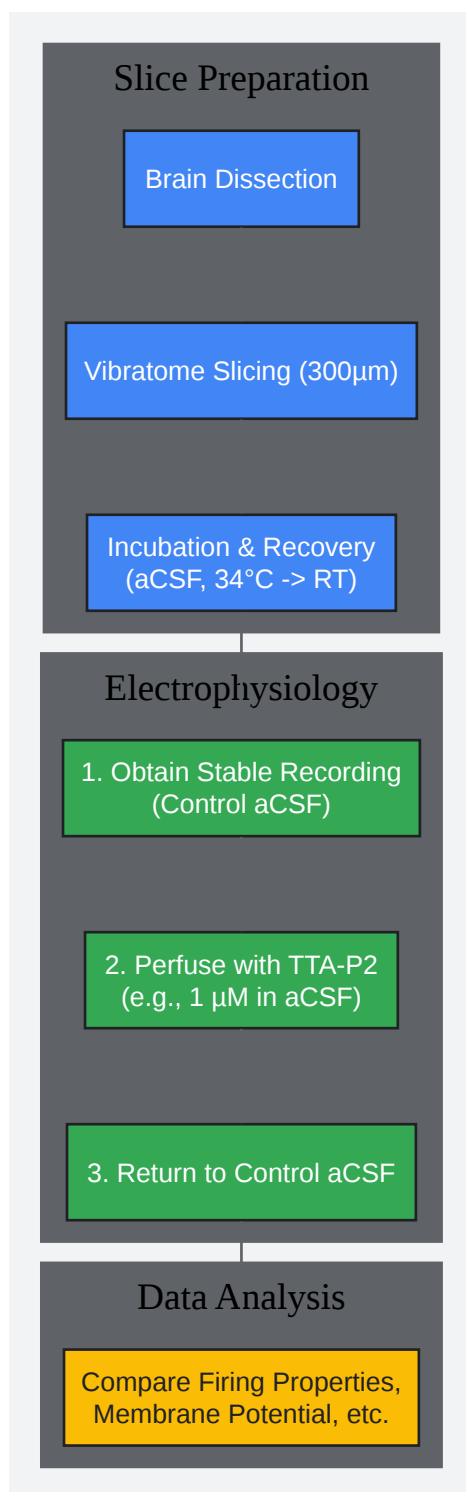 Slice Preparation
Brain Dissection
Vibratome Slicing (300µm)
Incubation & Recovery
(aCSF, 34°C -> RT)
Electrophysiology
1. Obtain Stable Recording
(Control aCSF)
2. Perfuse with TTA-P2
(e.g., 1 µM in aCSF)
3. Return to Control aCSF
Data Analysis
Compare Firing Properties,
Membrane Potential, etc.